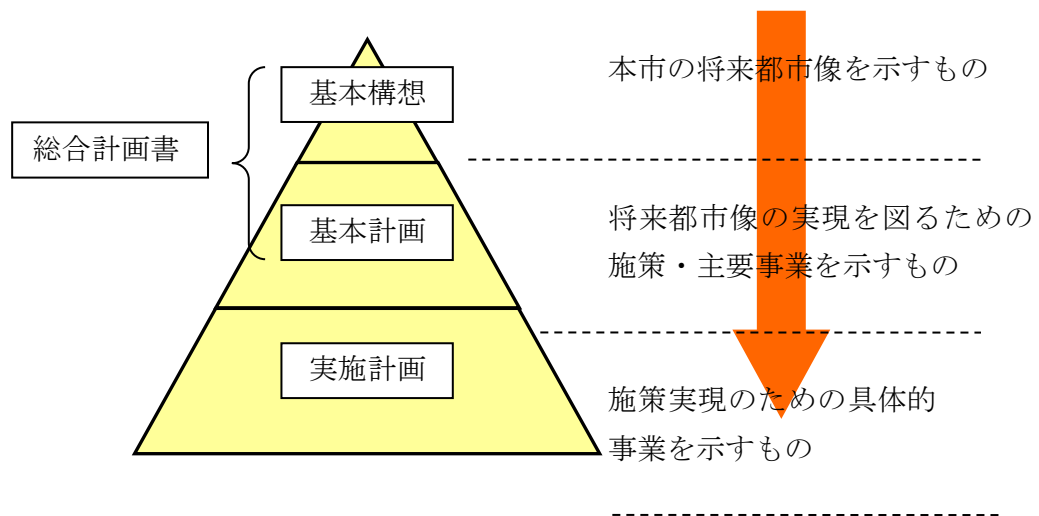 基本構想
本市の将来都市像を示すもの
総合計画書
基本計画
将来都市像の実現を図るための
施策・主要事業を示すもの
実施計画
施策実現のための具体的
事業を示すもの